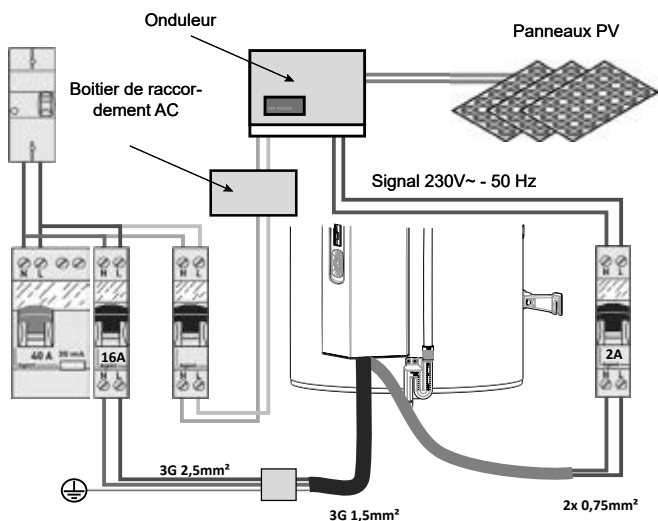 Onduleur
Panneaux PV
Boitier de raccor-
dement AC
Signal 230V~ - 50 Hz
N L
N L
N L
N L
40 A 30 mA
16A
2A
N L
N L
N L
3G 2,5mm²
3G 1,5mm²
2x 0,75mm²